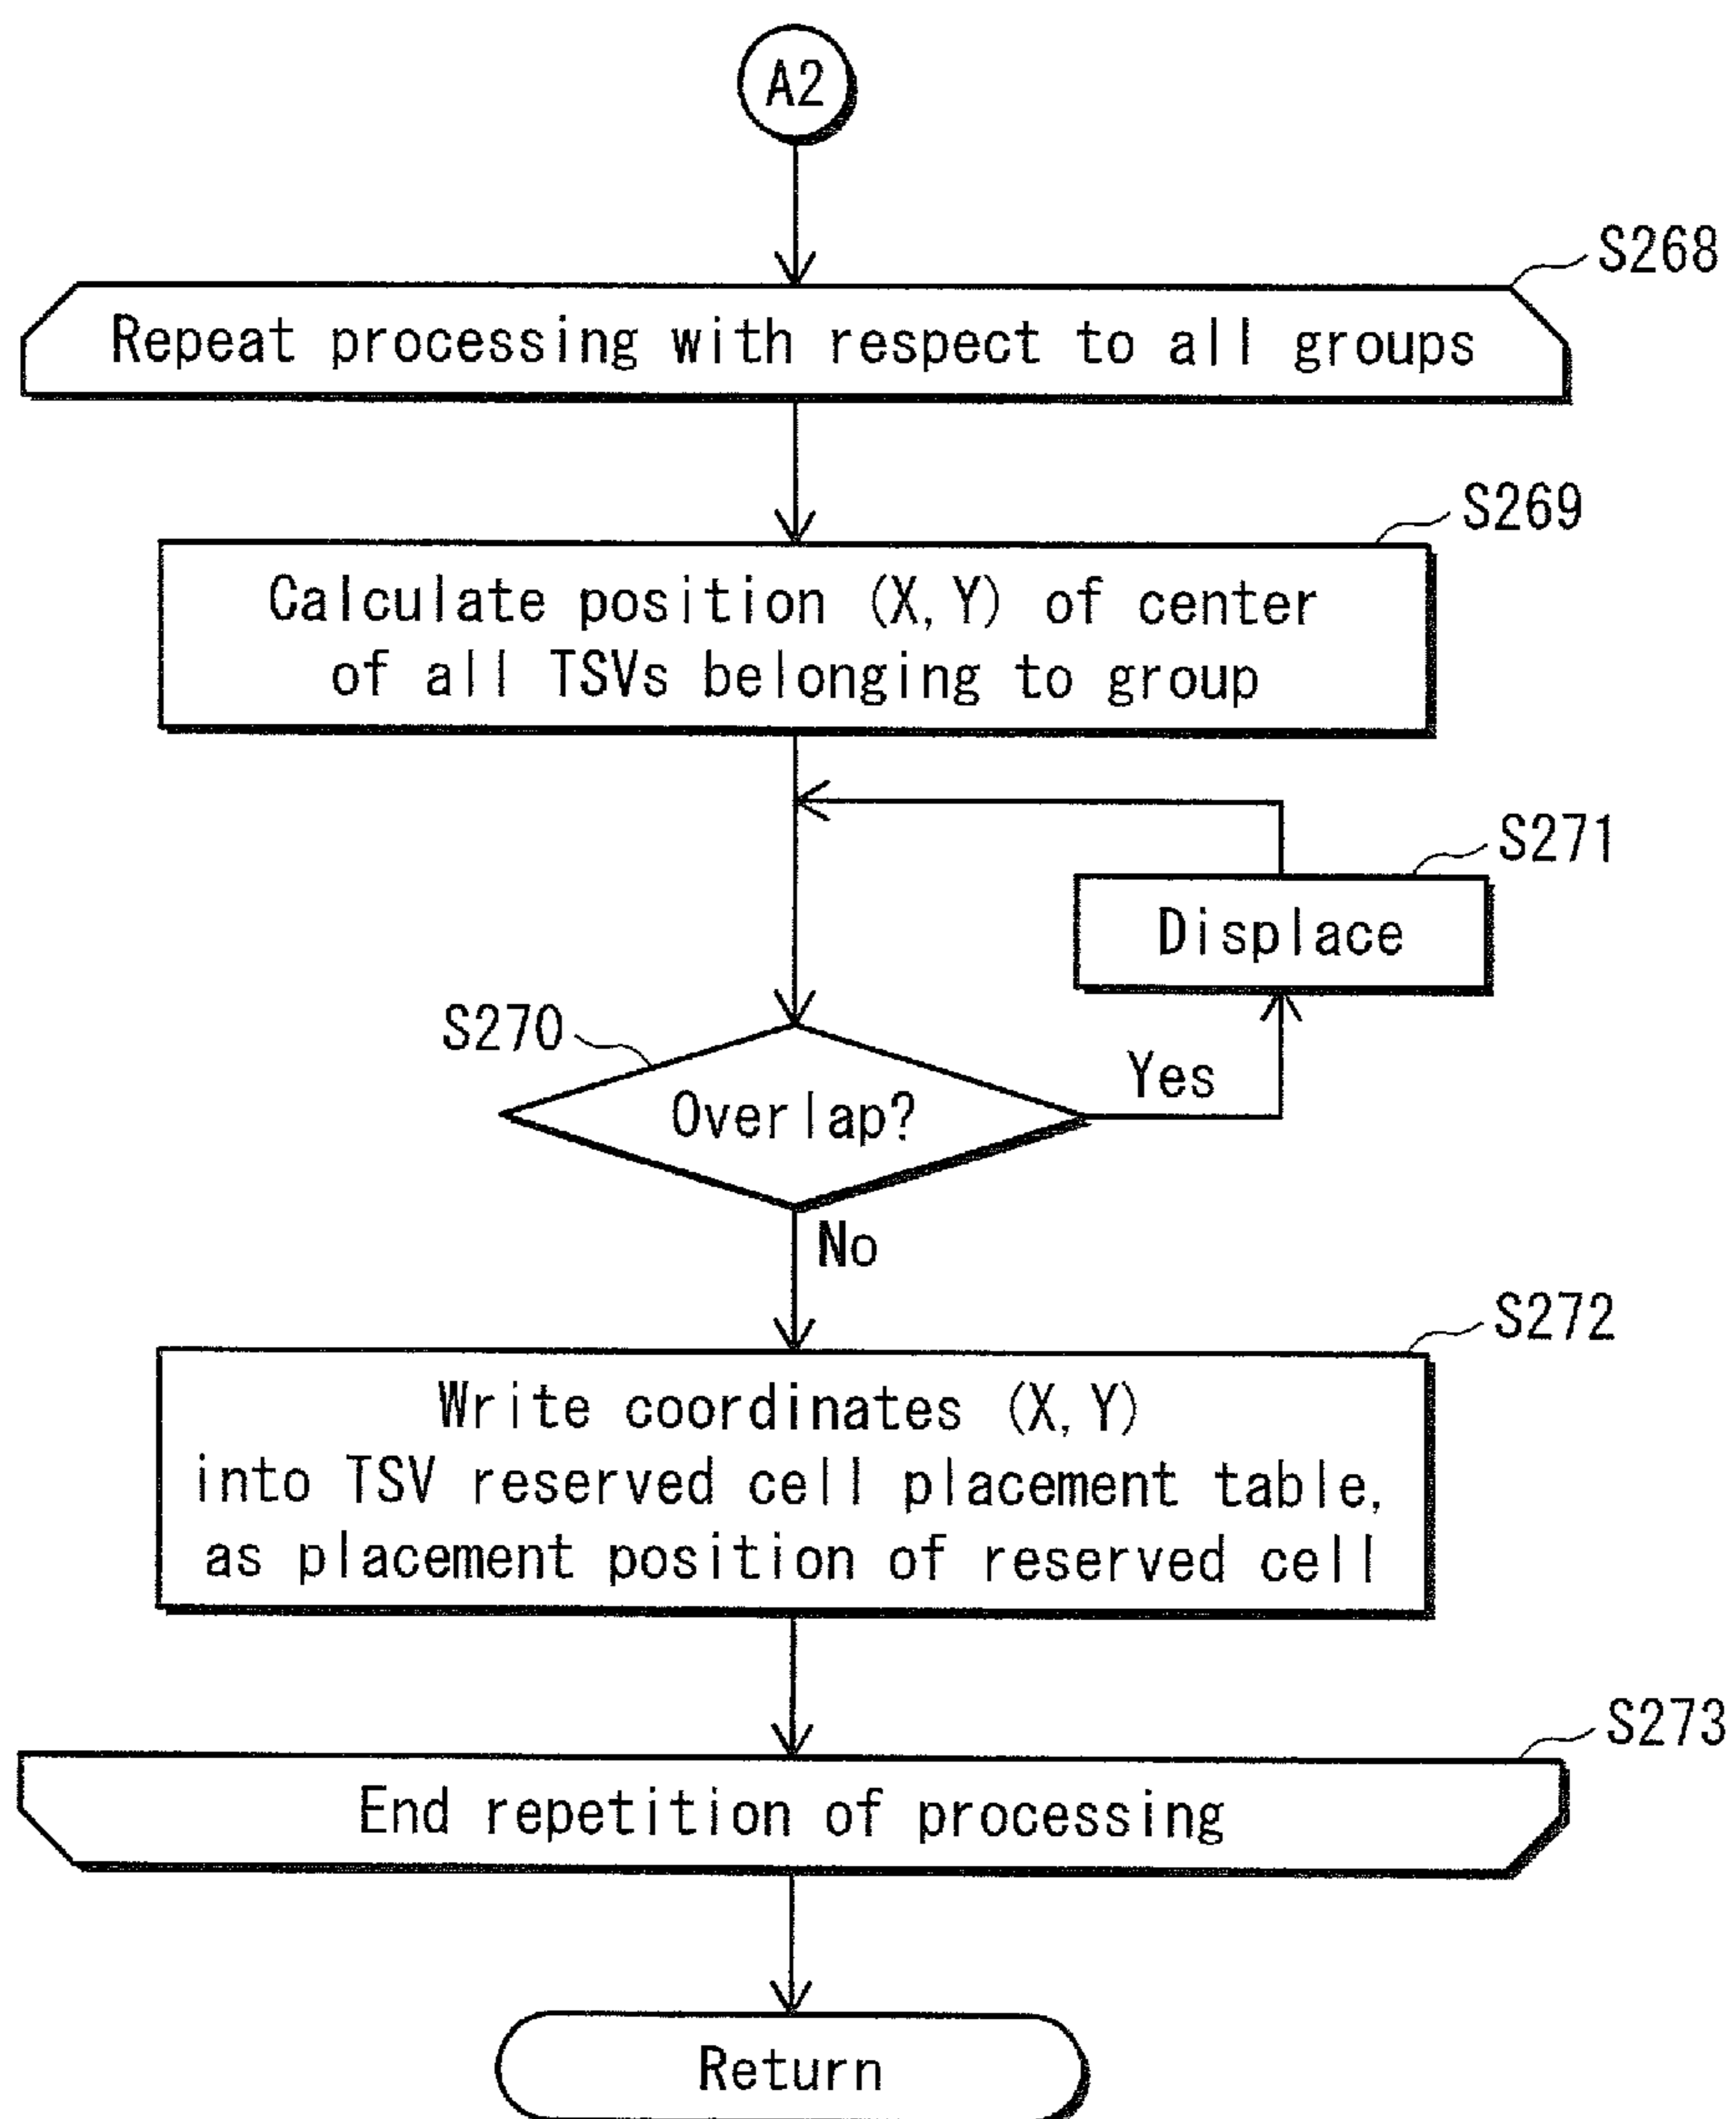 A2
S268
Repeat processing with respect to all groups
S269
Calculate position (X, Y) of center
of all TSVs belonging to group
S271
Displace
S270
Overlap?
Yes
No
S272
Write coordinates (X, Y)
into TSV reserved cell placement table,
as placement position of reserved cell
S273
End repetition of processing
Return